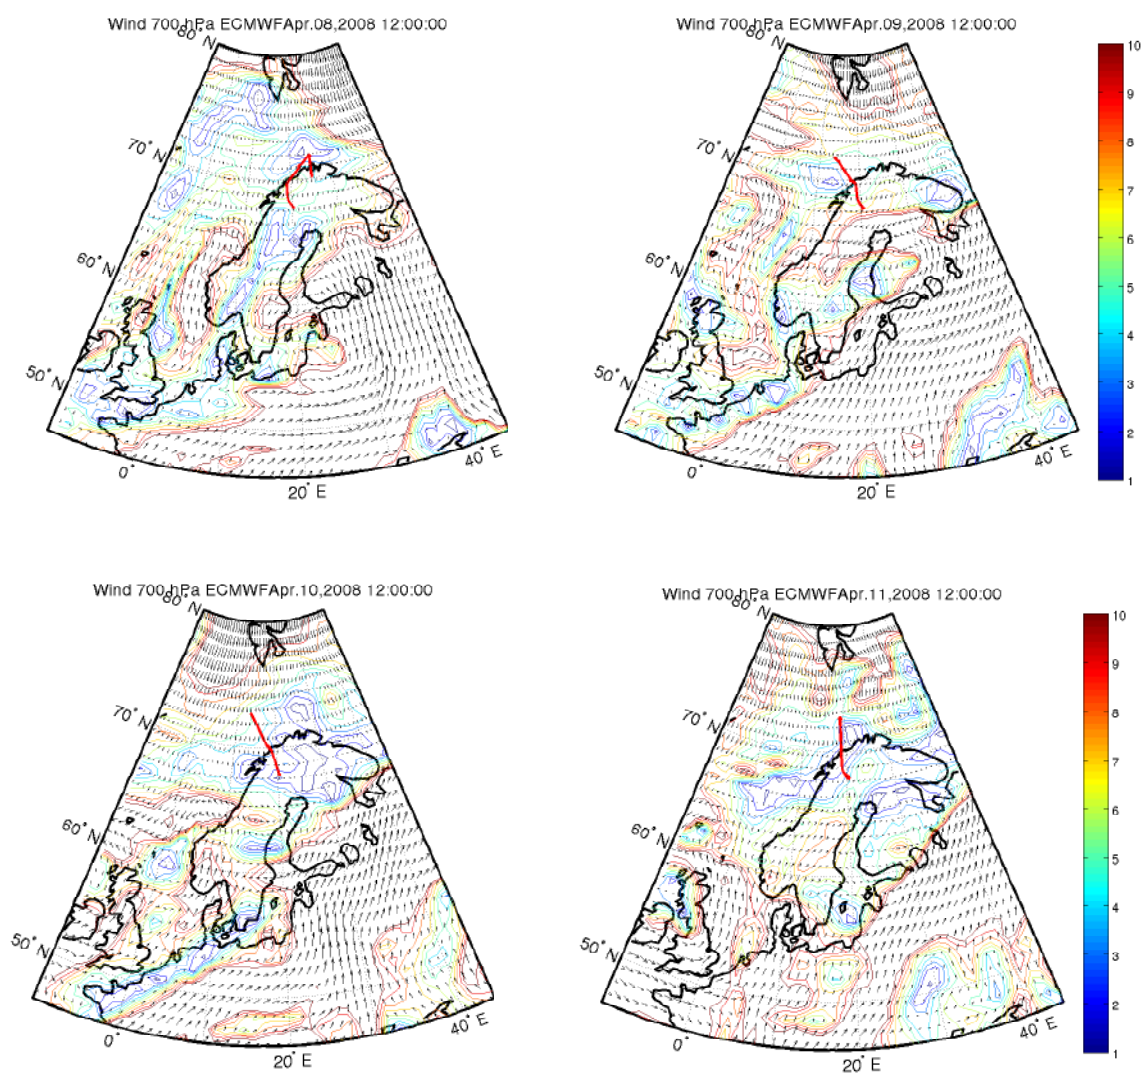 Wind 700 hPa ECMWFApr.08,2008 12:00:00
80° N
70° N
60° N
50° N
0°
20° E
40° E
Wind 700 hPa ECMWFApr.09,2008 12:00:00
80° N
70° N
60° N
50° N
0°
20° E
40° E
10
9
8
7
6
5
4
3
2
1
Wind 700 hPa ECMWFApr.10,2008 12:00:00
80° N
70° N
60° N
50° N
0°
20° E
40° E
Wind 700 hPa ECMWFApr.11,2008 12:00:00
80° N
70° N
60° N
50° N
0°
20° E
40° E
10
9
8
7
6
5
4
3
2
1